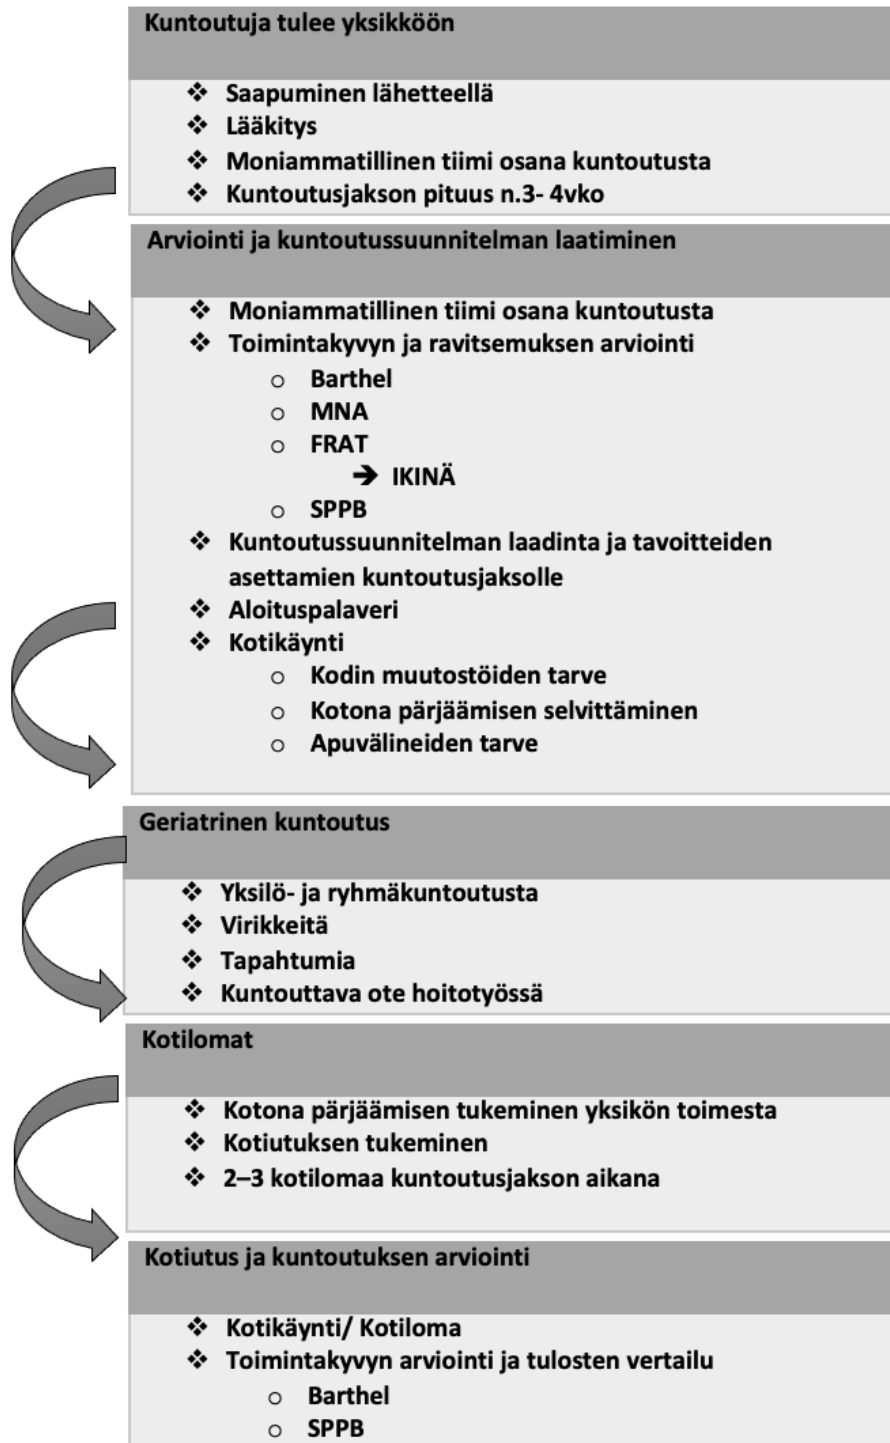 Kuntoutuja tulee yksikköön
❖ Saapuminen lähetteellä
❖ Lääkitys
❖ Moniammatillinen tiimi osana kuntoutusta
❖ Kuntoutusjakson pituus n.3- 4vko
Arviointi ja kuntoutussuunnitelman laatiminen
❖ Moniammatillinen tiimi osana kuntoutusta
❖ Toimintakyvyn ja ravitsemuksen arviointi
o Barthel
o MNA
o FRAT
➔ IKINÄ
o SPPB
❖ Kuntoutussuunnitelman laadinta ja tavoitteiden
asettamien kuntoutusjaksolle
❖ Aloituspalaveri
❖ Kotikäynti
o Kodin muutostöiden tarve
o Kotona pärjäämisen selvittäminen
o Apuvälineiden tarve
Geriatrinen kuntoutus
❖ Yksilö- ja ryhmäkuntoutusta
❖ Virikkeitä
❖ Tapahtumia
❖ Kuntouttava ote hoitotyössä
Kotilomat
❖ Kotona pärjäämisen tukeminen yksikön toimesta
❖ Kotiutuksen tukeminen
❖ 2–3 kotilomaa kuntoutusjakson aikana
Kotiutus ja kuntoutuksen arviointi
❖ Kotikäynti/ Kotiloma
❖ Toimintakyvyn arviointi ja tulosten vertailu
o Barthel
o SPPB